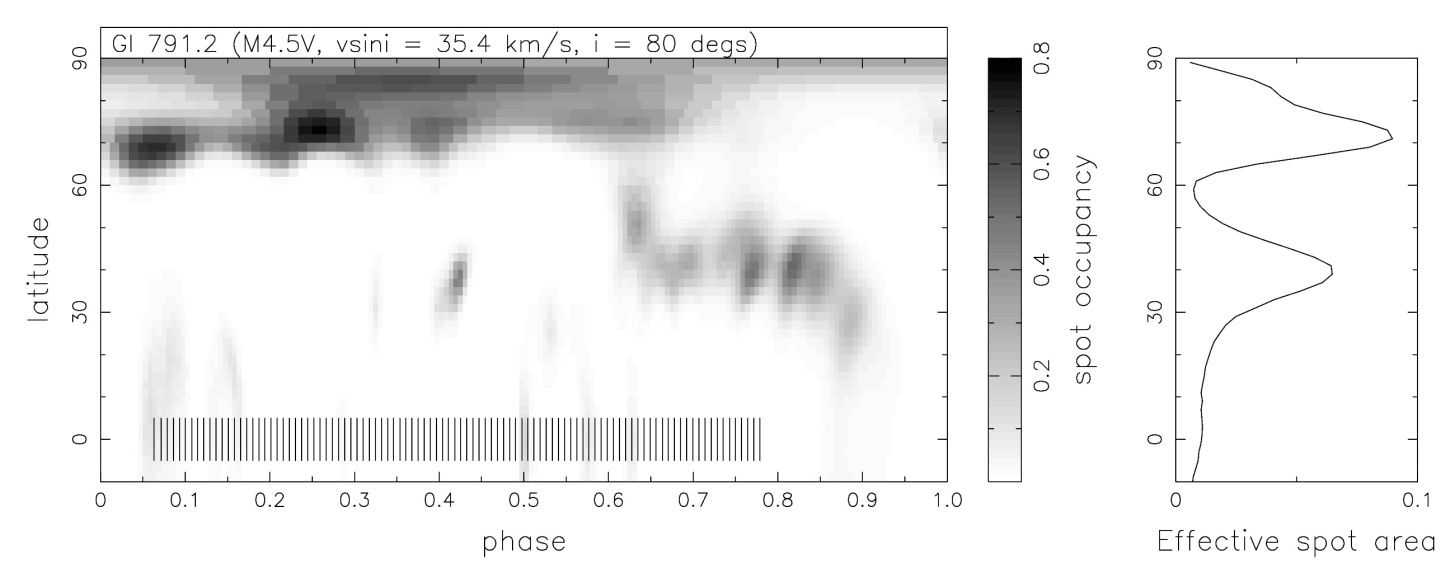 Gl 791.2 (M4.5V, vsini = 35.4 km/s, i = 80 degs)
90
60
30
0
latitude
0 0.1 0.2 0.3 0.4 0.5 0.6 0.7 0.8 0.9 1.0
phase
0.8
0.6
0.4
0.2
spot occupancy
90
60
30
0
0 0.1
Effective spot area